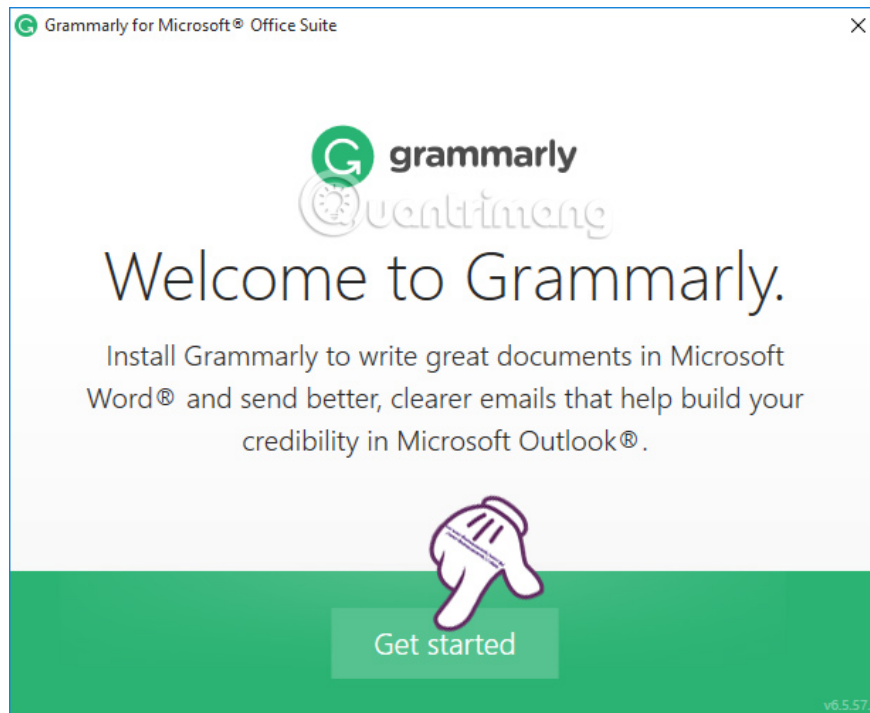 Grammarly for Microsoft® Office Suite
grammarly
Quantrimang
Welcome to Grammarly.
Install Grammarly to write great documents in Microsoft
Word® and send better, clearer emails that help build your
credibility in Microsoft Outlook®.
Get started
v6.5.57.